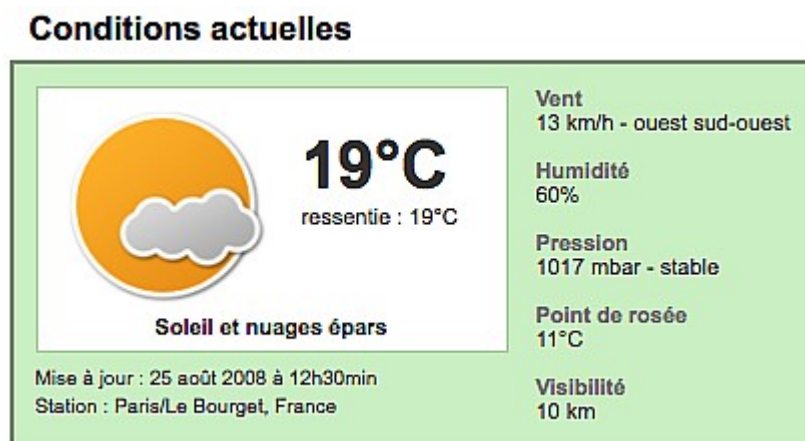 Conditions actuelles
19°C
ressentie : 19°C
Soleil et nuages épars
Mise à jour : 25 août 2008 à 12h30min
Station : Paris/Le Bourget, France
Vent
13 km/h - ouest sud-ouest
Humidité
60%
Pression
1017 mbar - stable
Point de rosée
11°C
Visibilité
10 km